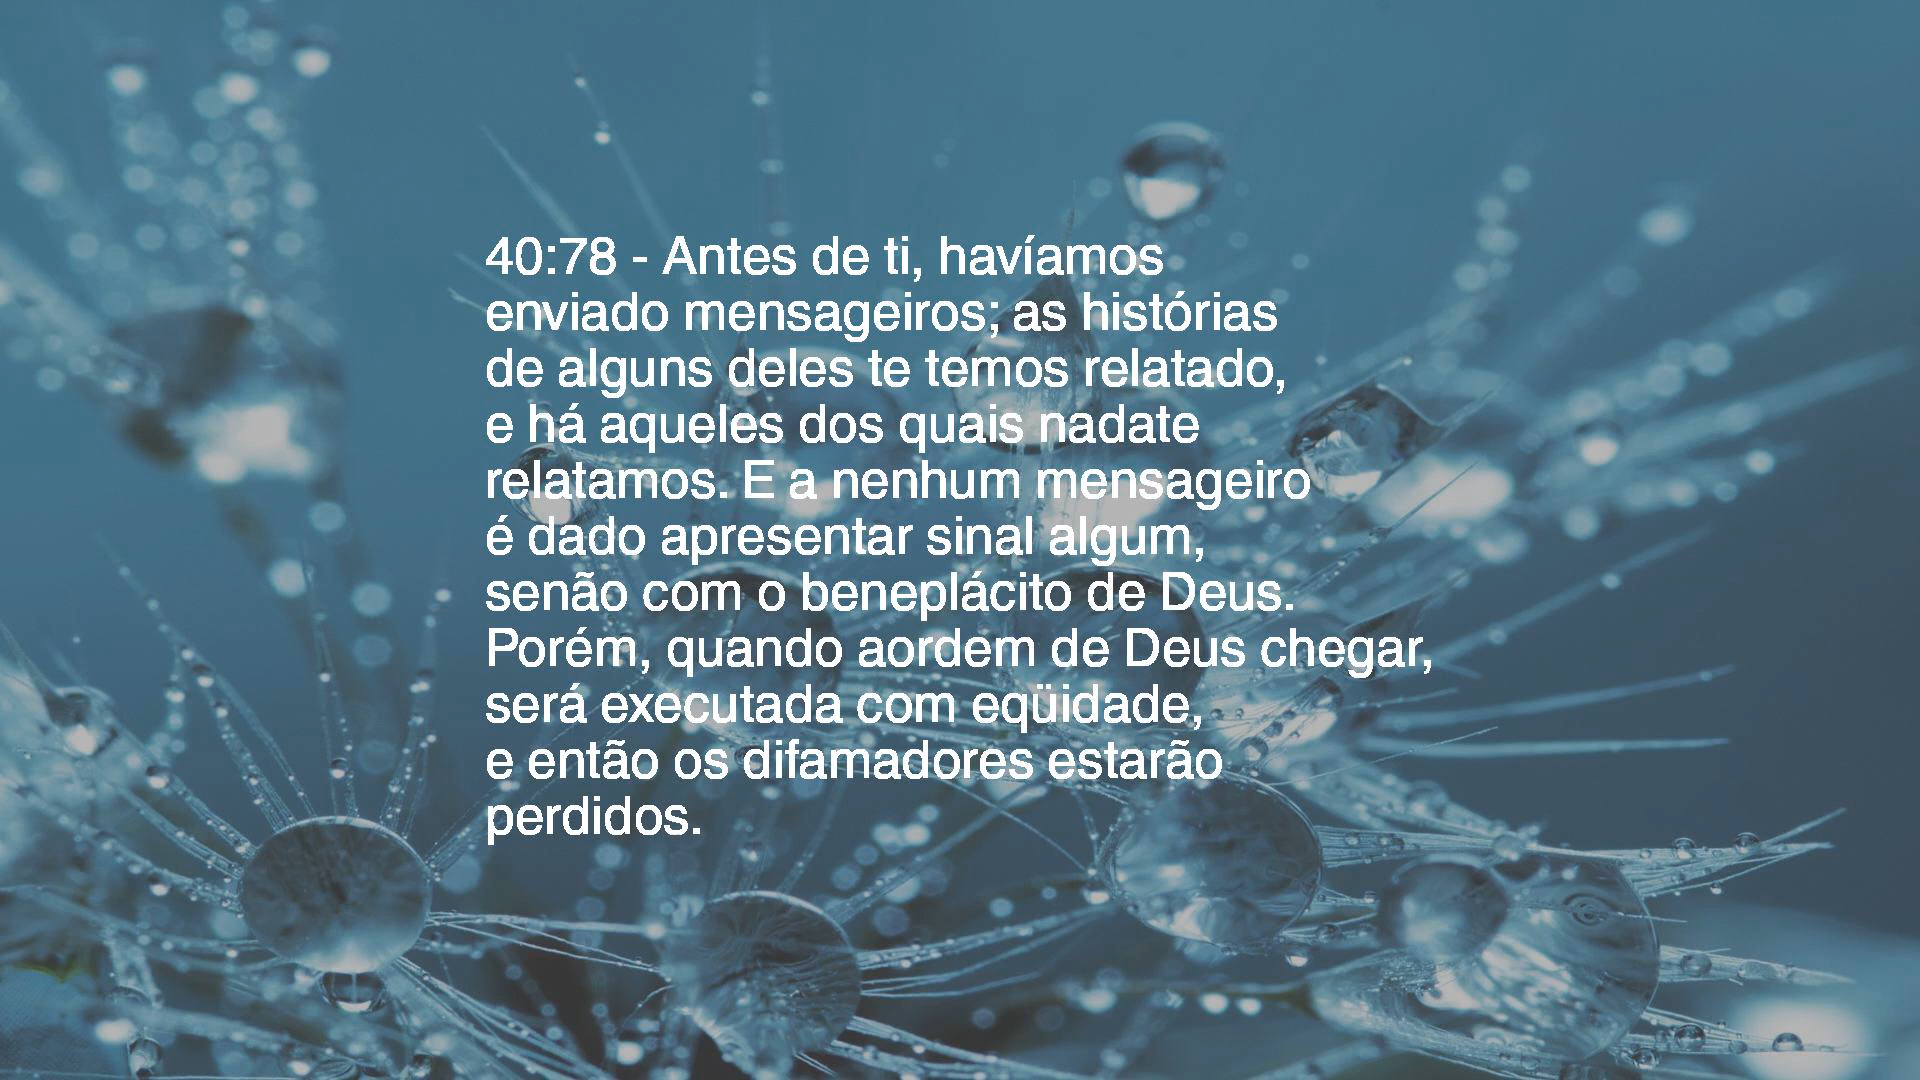 40:78 - Antes de ti, havíamos
enviado mensageiros; as histórias
de alguns deles te temos relatado,
e há aqueles dos quais nadate
relatamos. E a nenhum mensageiro
é dado apresentar sinal algum,
senão com o beneplácito de Deus.
Porém, quando aordem de Deus chegar,
será executada com eqüidade,
e então os difamadores estarão
perdidos.